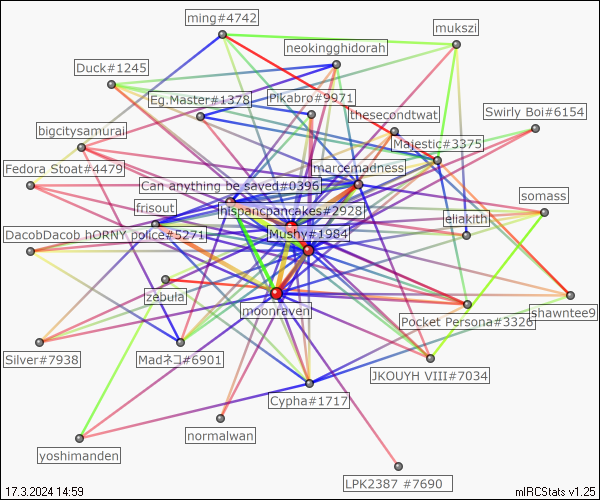 ming#4742
mukszi
neokingghidorah
Duck#1245
Eg.Master#1378
Pikabro#9971
thesecondtwat
Swirly Boi#6154
bigcitysamurai
Majestic#3375
Fedora Stoat#4479
marcemadness
Can anything be saved#0396
somass
frisout
hispancpancakes#2928
eliakith
DacobDacob hORNY police#5271
Mushy#1984
zebula
moonraven
shawntee9
Pocket Persona#3326
Silver#7938
Madネコ#6901
JKOUYH VIII#7034
Cypha#1717
normalwan
yoshimanden
LPK2387 #7690
17.3.2024 14:59
mIRCStats v1.25